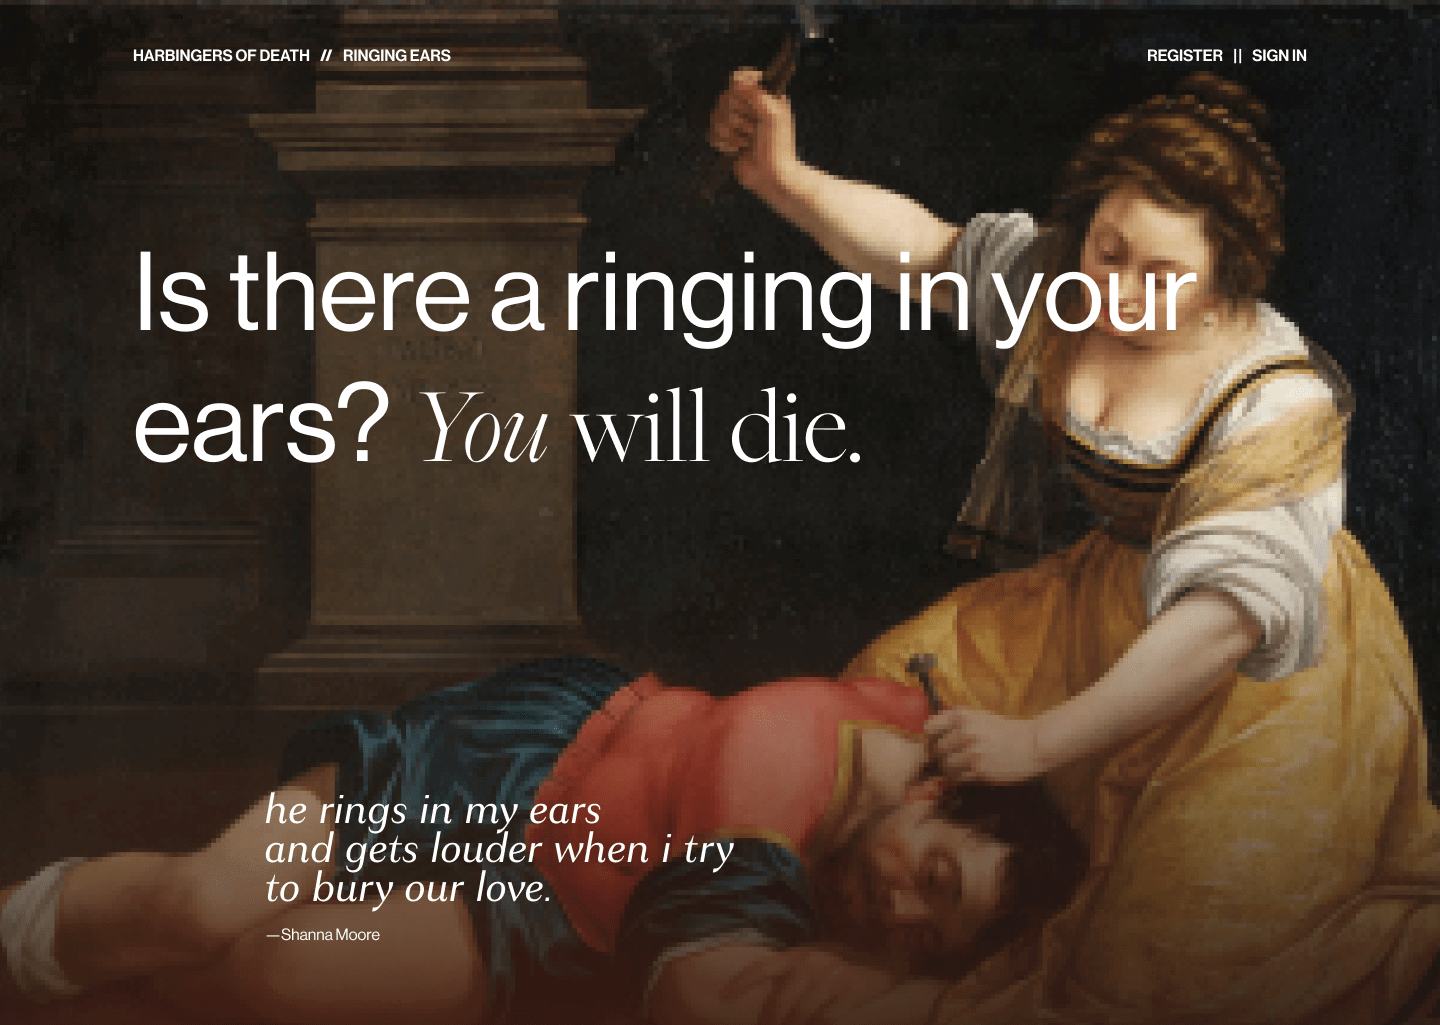 HARBINGERS OF DEATH // RINGING EARS
REGISTER || SIGN IN
Is there a ringing in your
ears? You will die.
he rings in my ears
and gets louder when i try
to bury our love.
—Shanna Moore